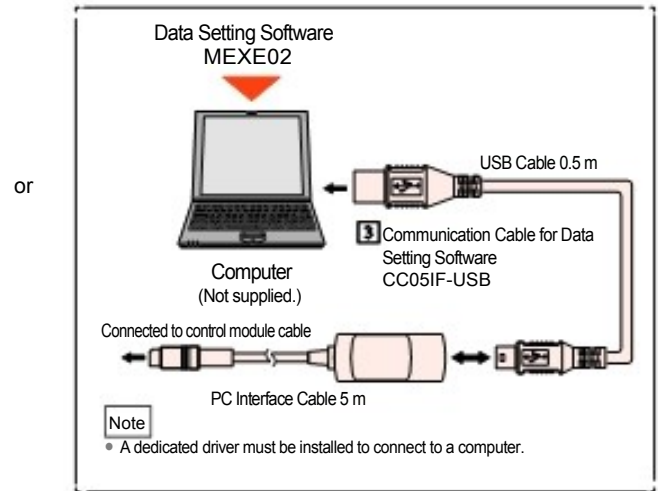 or
Data Setting Software
MEXE02
USB Cable 0.5 m
3 Communication Cable for Data
Setting Software
CC05IF-USB
Computer
(Not supplied.)
Connected to control module cable
PC Interface Cable 5 m
Note
• A dedicated driver must be installed to connect to a computer.